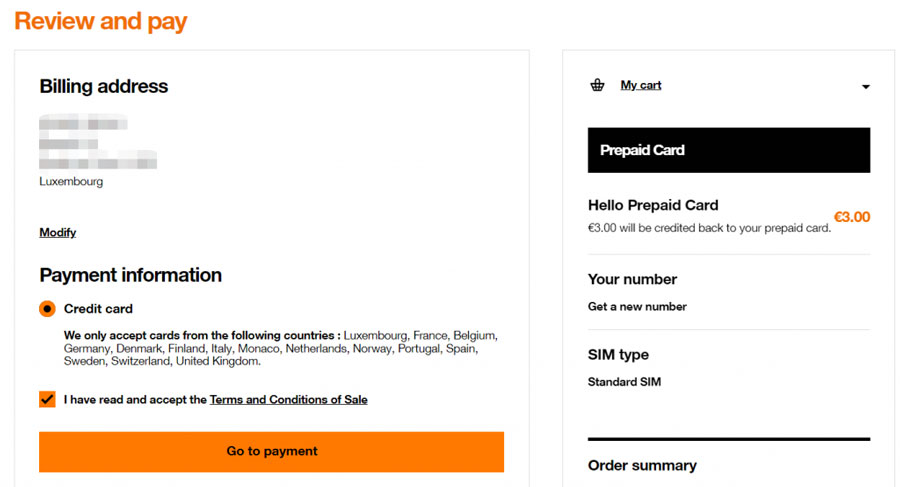 Review and pay
Billing address
Luxembourg
Modify
Payment information
Credit card
We only accept cards from the following countries : Luxembourg, France, Belgium,
Germany, Denmark, Finland, Italy, Monaco, Netherlands, Norway, Portugal, Spain,
Sweden, Switzerland, United Kingdom.
I have read and accept the Terms and Conditions of Sale
Go to payment
My cart
Prepaid Card
Hello Prepaid Card
€3.00
€3.00 will be credited back to your prepaid card.
Your number
Get a new number
SIM type
Standard SIM
Order summary